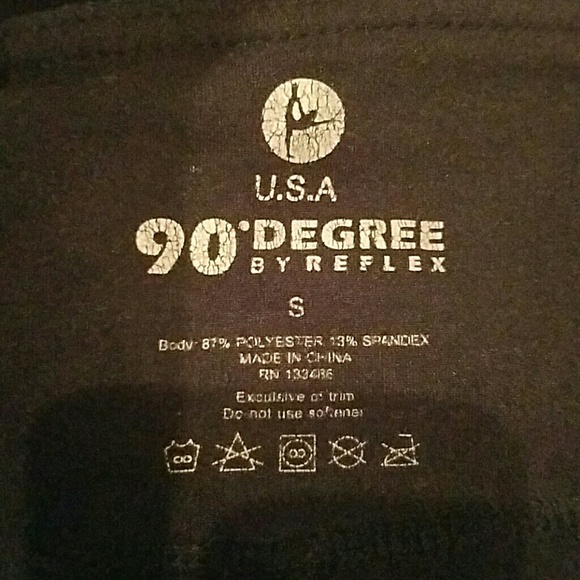 U.S.A
90°DEGREE
BY REFLEX
S
Body: 87% POLYESTER 13% SPANDEX
MADE IN CHINA
RN 133486
Exculsive of trim
Do not use softener